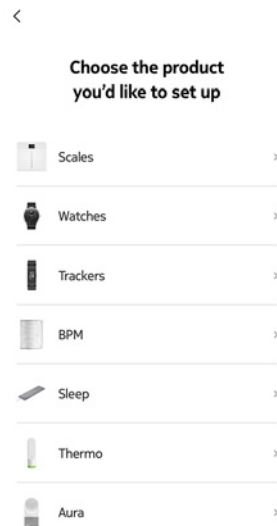 Choose the product
you’d like to set up
Scales
Watches
Trackers
BPM
Sleep
Thermo
Aura